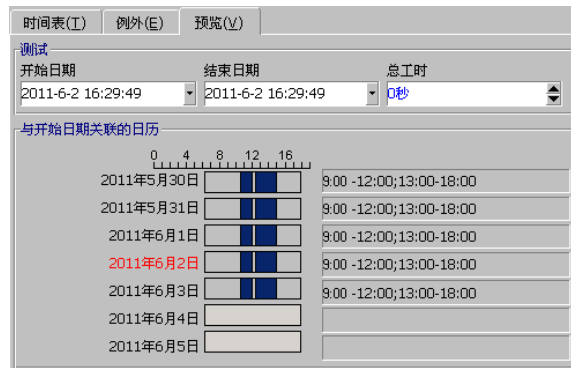 时间表(T) 例外(E) 预览(V)
测试
开始日期 结束日期 总工时
2011-6-2 16:29:49 2011-6-2 16:29:49 0秒
与开始日期关联的日历
0 4 8 12 16
2011年5月30日 9:00 -12:00;13:00-18:00
2011年5月31日 9:00 -12:00;13:00-18:00
2011年6月1日 9:00 -12:00;13:00-18:00
2011年6月2日 9:00 -12:00;13:00-18:00
2011年6月3日 9:00 -12:00;13:00-18:00
2011年6月4日
2011年6月5日